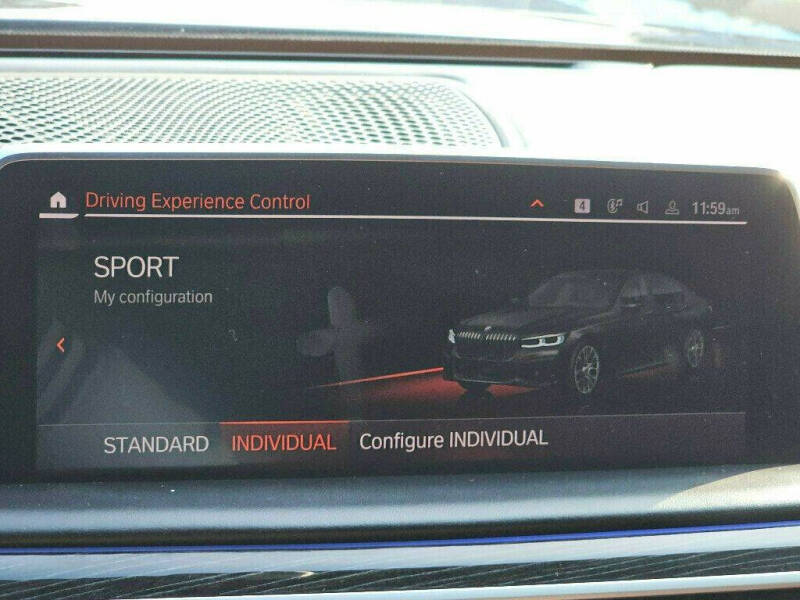 Driving Experience Control
4
11:59am
SPORT
My configuration
STANDARD INDIVIDUAL Configure INDIVIDUAL